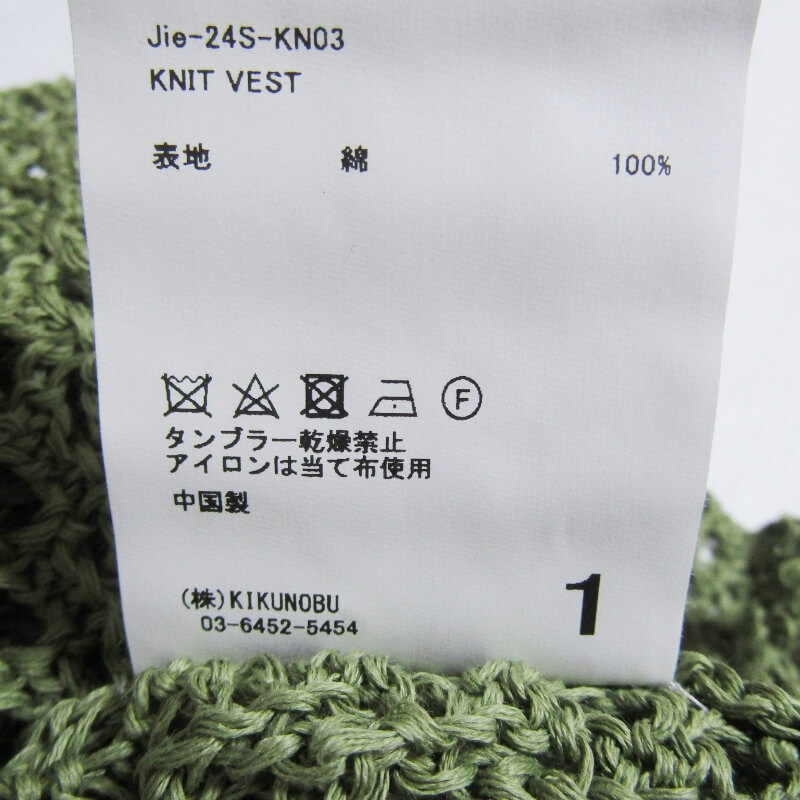 Jie-24S-KN03
KNIT VEST
表地 綿 100%
F
タンブラー乾燥禁止
アイロンは当て布使用
中国製
(株)KIKUNOBU
03-6452-5454
1